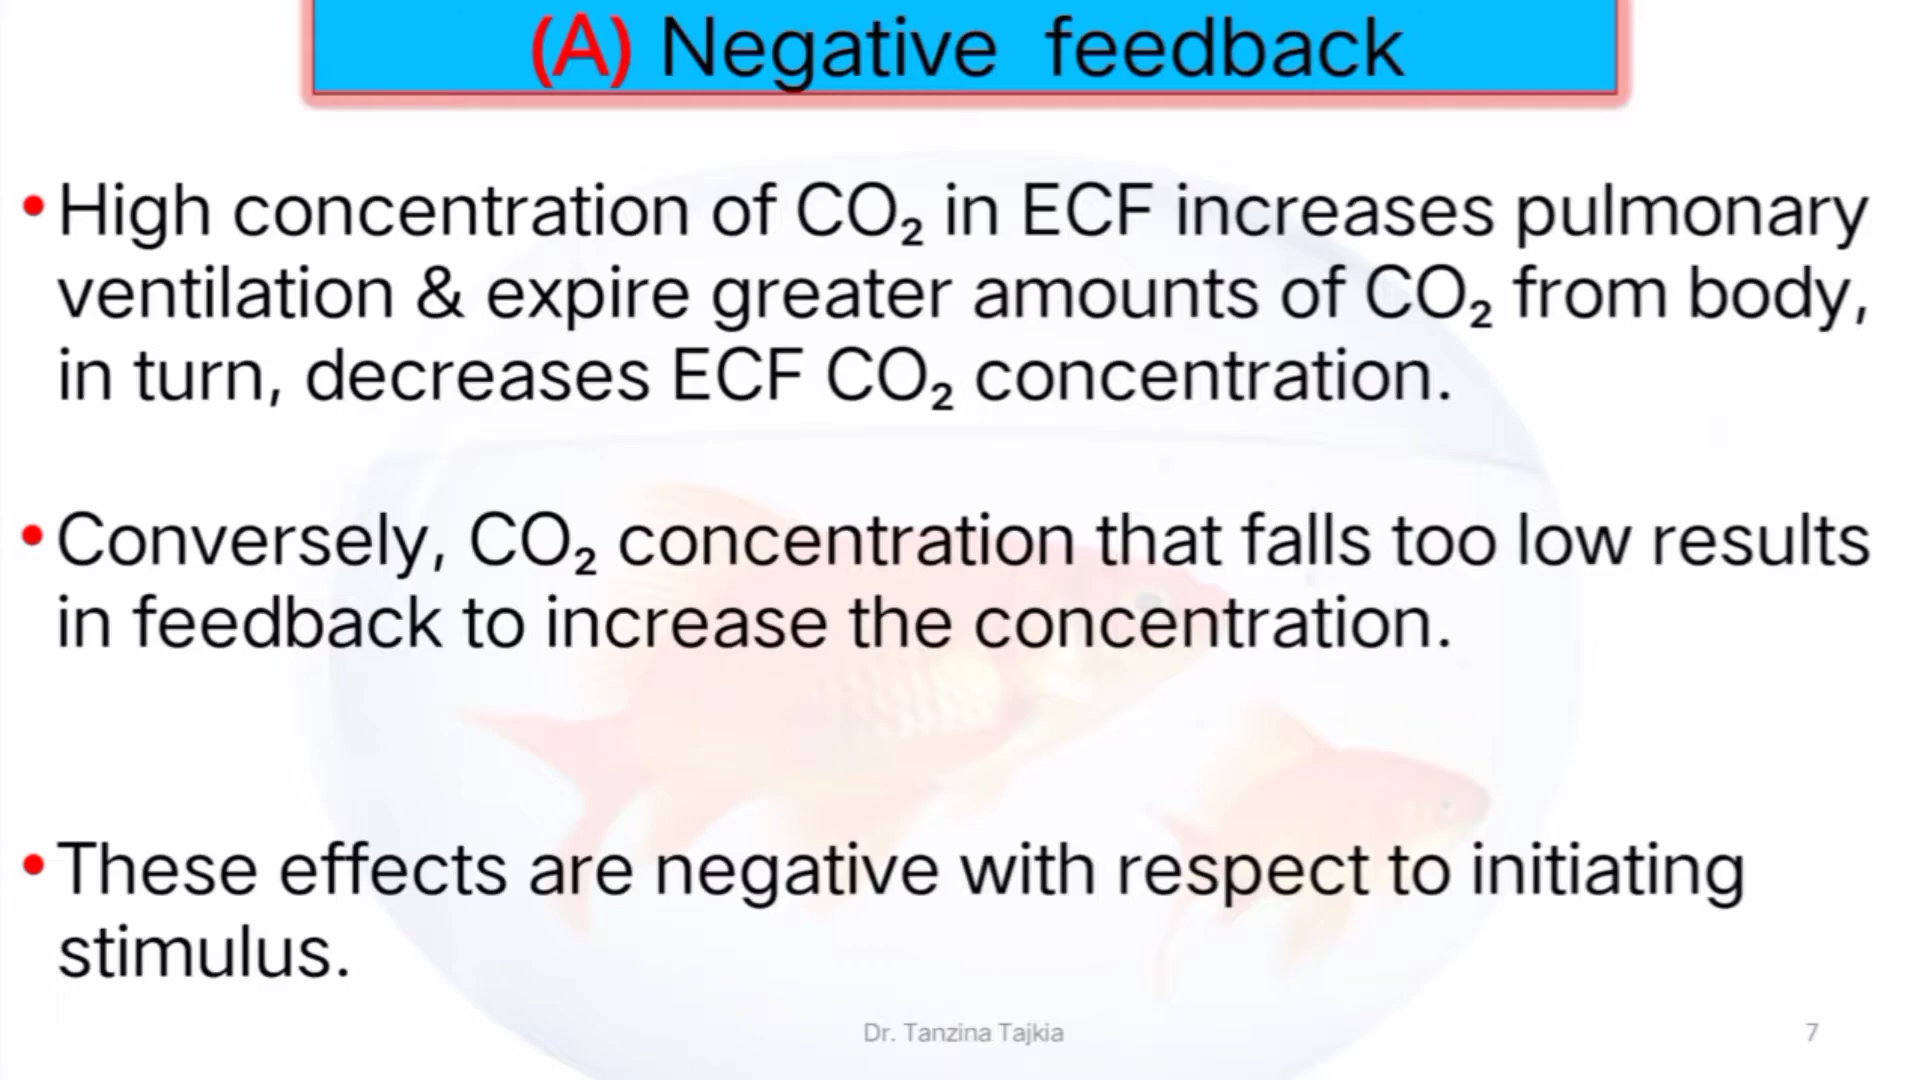 (A) Negative feedback
• High concentration of CO₂ in ECF increases pulmonary
ventilation & expire greater amounts of CO₂ from body,
in turn, decreases ECF CO₂ concentration.
• Conversely, CO₂ concentration that falls too low results
in feedback to increase the concentration.
• These effects are negative with respect to initiating
stimulus.
Dr. Tanzina Tajkia
7